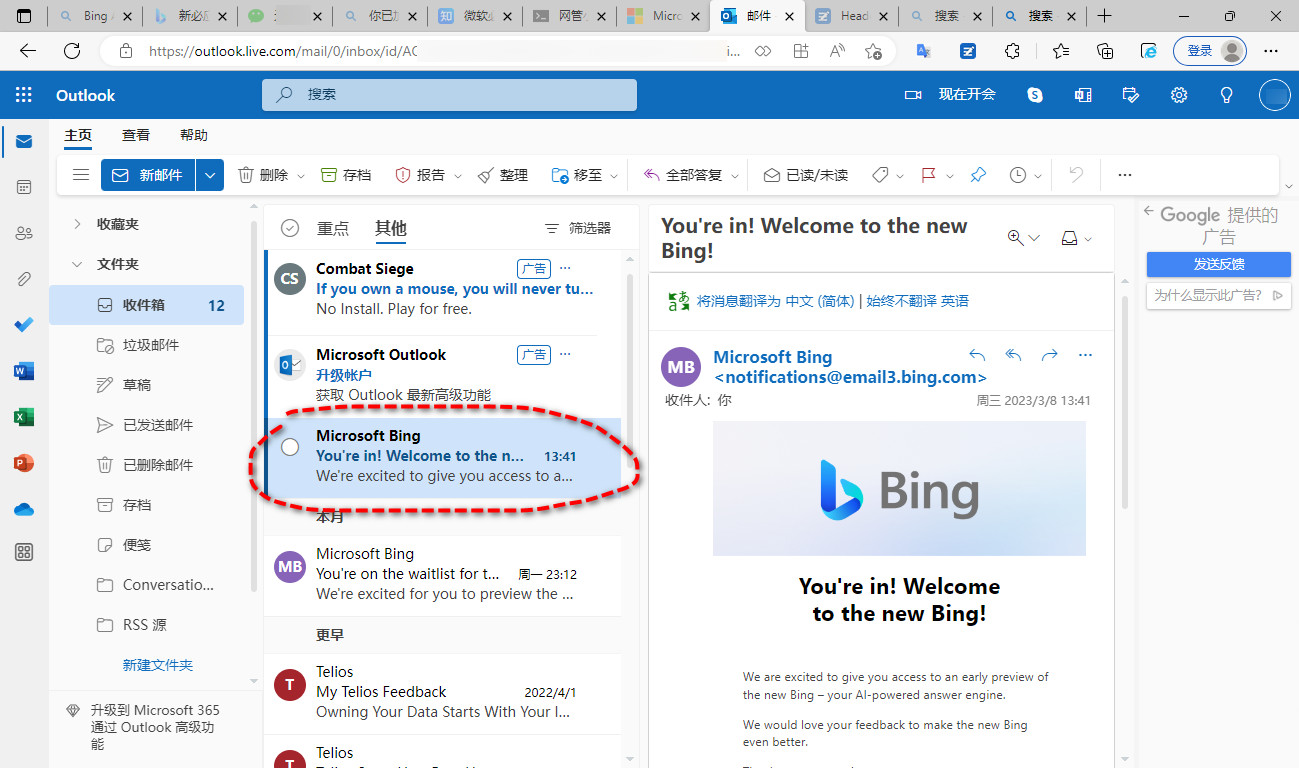 Bing A
新必应
你已加
微软必
网管小
Micro
邮件
Head
搜索
搜索
https://outlook.live.com/mail/0/inbox/id/AC
i...
登录
Outlook
搜索
现在开会
主页
查看
帮助
新邮件
删除
存档
报告
整理
移至
全部答复
已读/未读
收藏夹
文件夹
收件箱 12
垃圾邮件
草稿
已发送邮件
已删除邮件
存档
便笺
Conversatio...
RSS 源
新建文件夹
升级到 Microsoft 365
通过 Outlook 高级功
能
重点
其他
筛选器
CS
Combat Siege
广告
If you own a mouse, you will never tu...
No Install. Play for free.
Microsoft Outlook
广告
升级帐户
获取 Outlook 最新高级功能
Microsoft Bing
You're in! Welcome to the n... 13:41
We're excited to give you access to a...
本月
MB
Microsoft Bing
You're on the waitlist for t... 周一 23:12
We're excited for you to preview the ...
更早
T
Telios
My Telios Feedback 2022/4/1
Owning Your Data Starts With Your I...
T
Telios
You're in! Welcome to the new
Bing!
将消息翻译为 中文 (简体) | 始终不翻译 英语
MB
Microsoft Bing
<notifications@email3.bing.com>
收件人: 你
周三 2023/3/8 13:41
Bing
You're in! Welcome
to the new Bing!
We are excited to give you access to an early preview of
the new Bing – your AI-powered answer engine.
We would love your feedback to make the new Bing
even better.
Google 提供的
广告
发送反馈
为什么显示此广告?